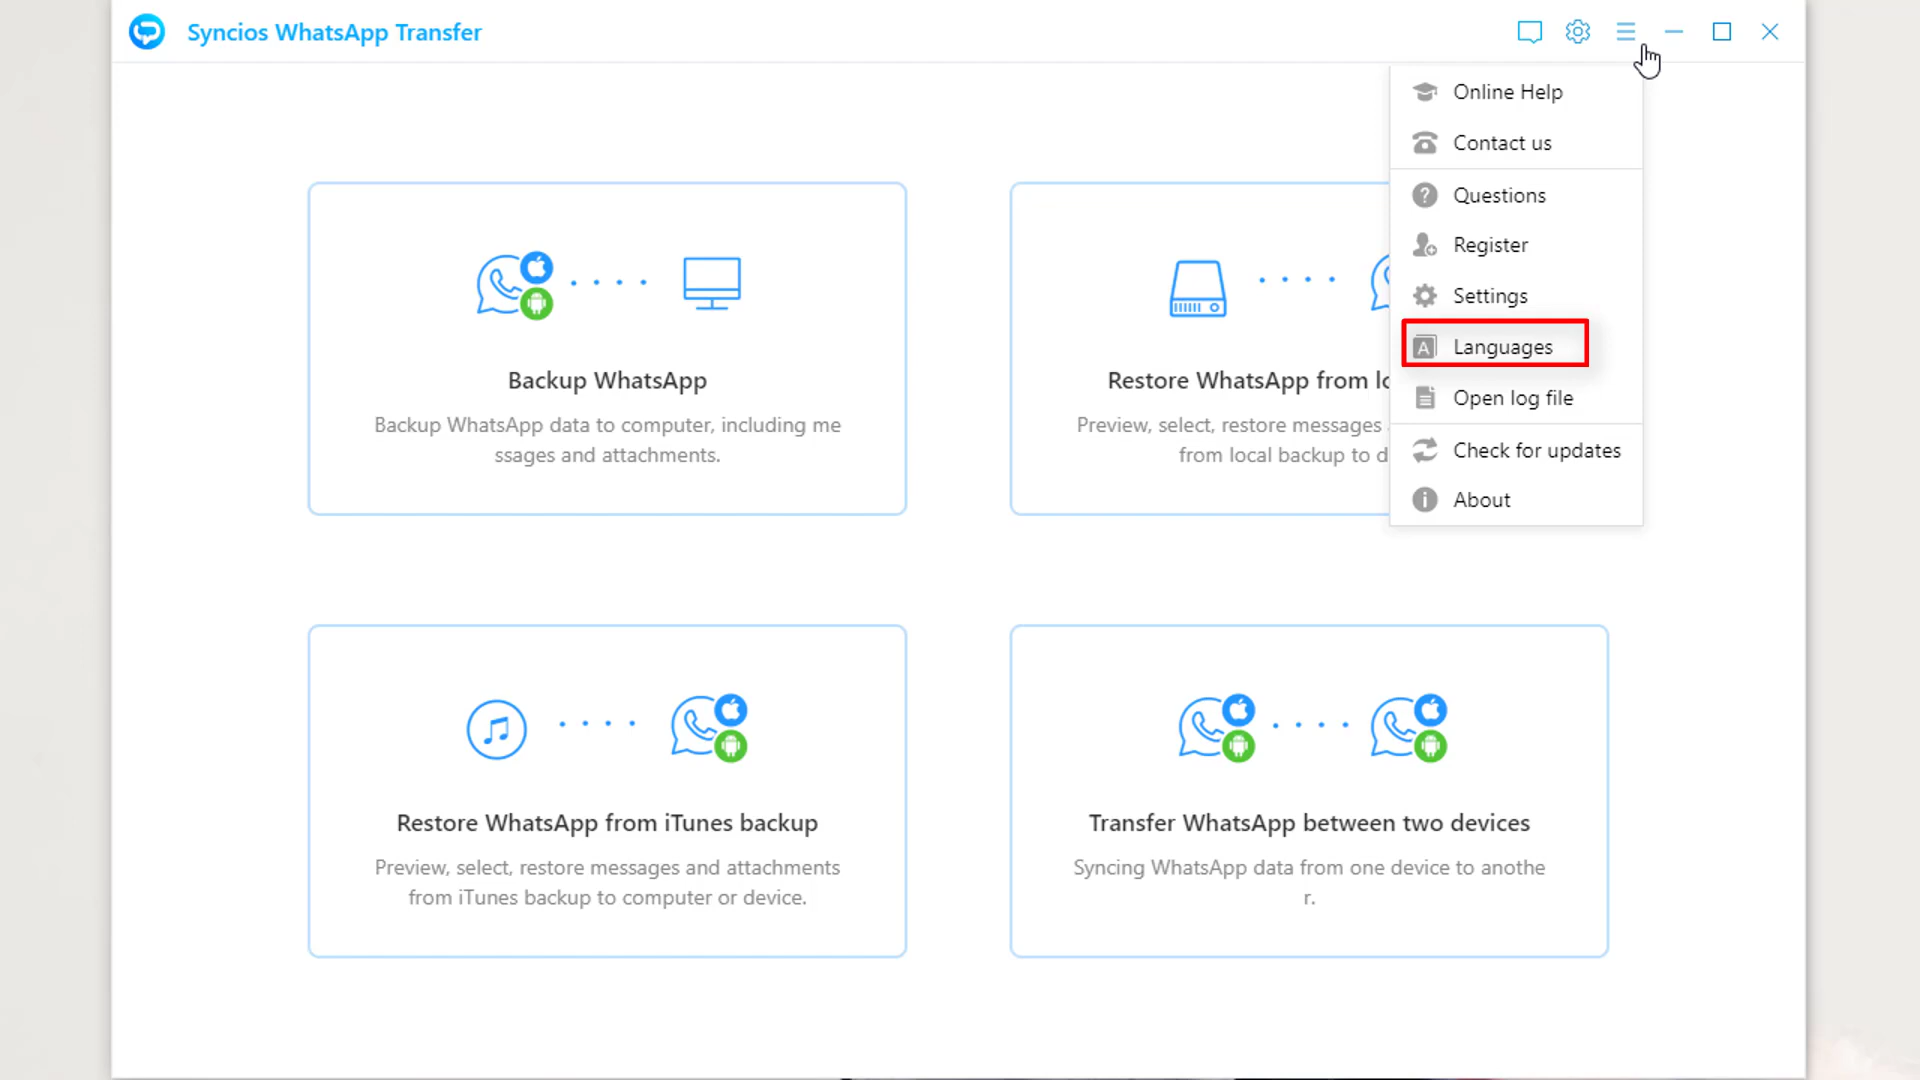 Syncios WhatsApp Transfer
Online Help
Contact us
Questions
Register
Settings
Languages
Open log file
Check for updates
About
Backup WhatsApp
Backup WhatsApp data to computer, including me
ssages and attachments.
Restore WhatsApp from lo
Preview, select, restore messages
from local backup to d
Restore WhatsApp from iTunes backup
Preview, select, restore messages and attachments
from iTunes backup to computer or device.
Transfer WhatsApp between two devices
Syncing WhatsApp data from one device to anothe
r.